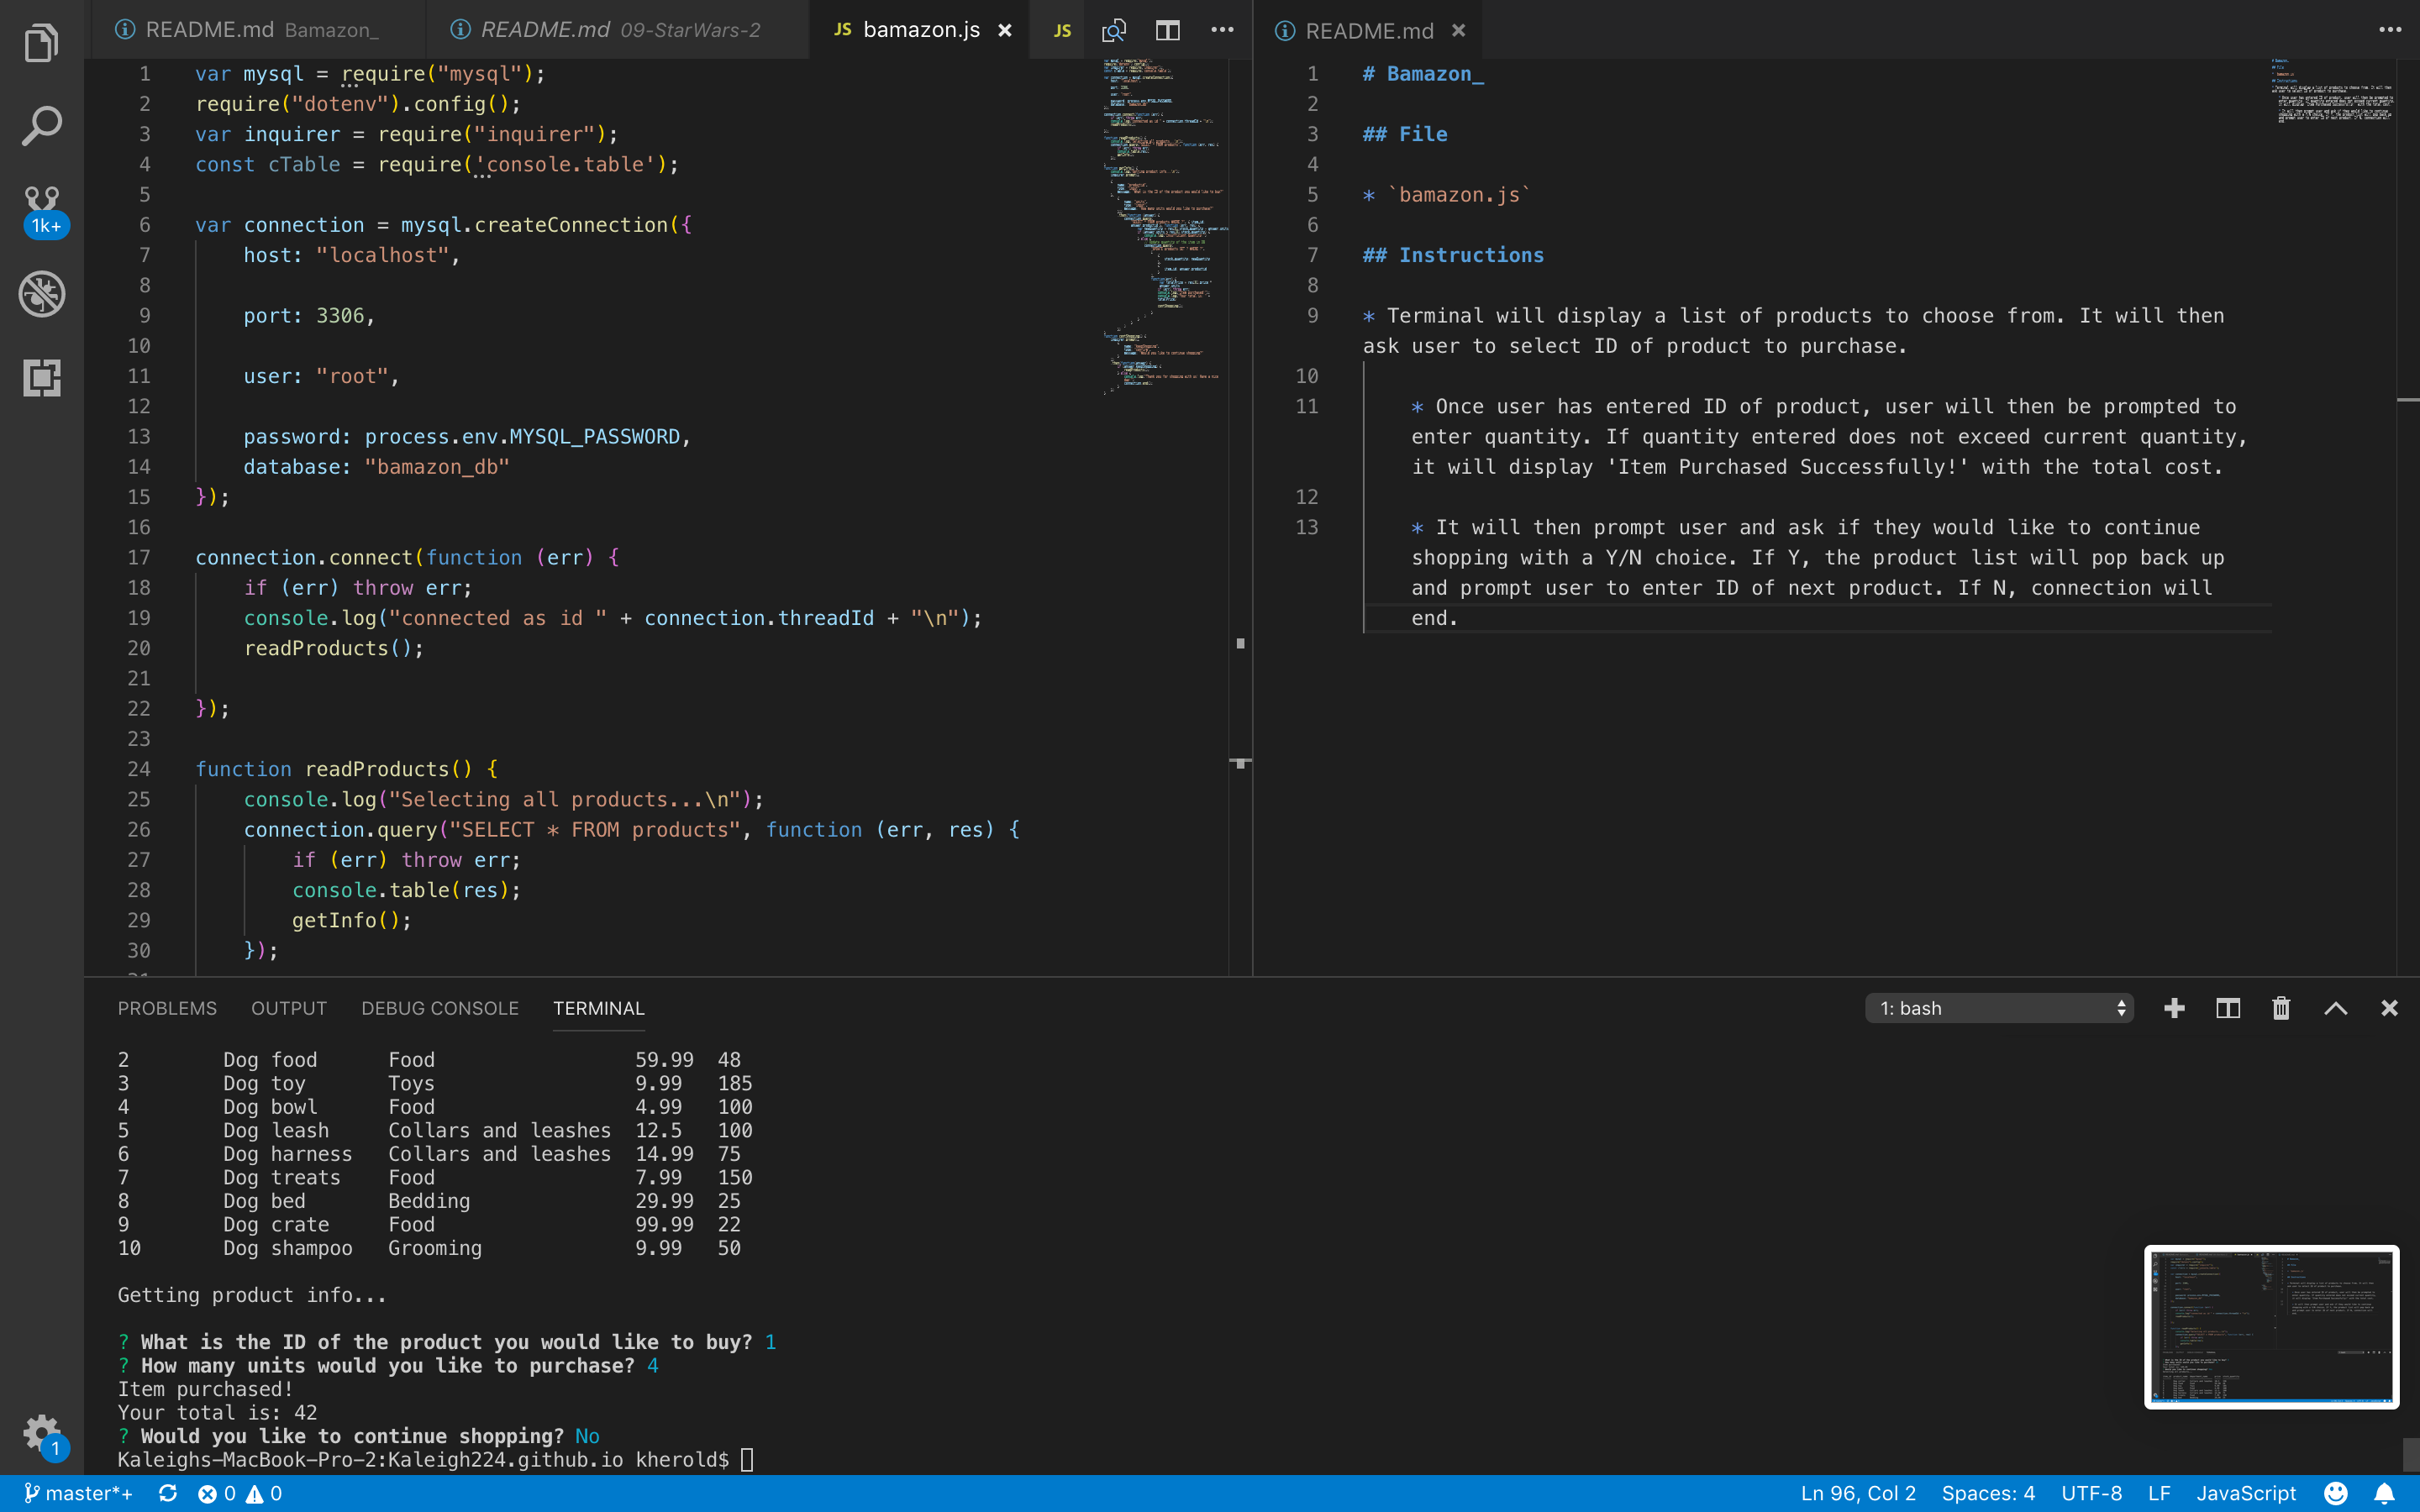 README.md Bamazon_
README.md 09-StarWars-2
JS bamazon.js
JS
README.md
1k+
1 var mysql = require("mysql");
2 require("dotenv").config();
3 var inquirer = require("inquirer");
4 const cTable = require('console.table');
5
6 var connection = mysql.createConnection({
7 host: "localhost",
8
9 port: 3306,
10
11 user: "root",
12
13 password: process.env.MYSQL_PASSWORD,
14 database: "bamazon_db"
15 });
16
17 connection.connect(function (err) {
18 if (err) throw err;
19 console.log("connected as id " + connection.threadId + "\n");
20 readProducts();
21
22 });
23
24 function readProducts() {
25 console.log("Selecting all products...\n");
26 connection.query("SELECT * FROM products", function (err, res) {
27 if (err) throw err;
28 console.table(res);
29 getInfo();
30 });
1 # Bamazon_
2
3 ## File
4
5 * `bamazon.js`
6
7 ## Instructions
8
9 * Terminal will display a list of products to choose from. It will then
ask user to select ID of product to purchase.
10
11 * Once user has entered ID of product, user will then be prompted to
enter quantity. If quantity entered does not exceed current quantity,
it will display 'Item Purchased Successfully!' with the total cost.
12
13 * It will then prompt user and ask if they would like to continue
shopping with a Y/N choice. If Y, the product list will pop back up
and prompt user to enter ID of next product. If N, connection will
end.
PROBLEMS OUTPUT DEBUG CONSOLE TERMINAL
1: bash
2 Dog food Food 59.99 48
3 Dog toy Toys 9.99 185
4 Dog bowl Food 4.99 100
5 Dog leash Collars and leashes 12.5 100
6 Dog harness Collars and leashes 14.99 75
7 Dog treats Food 7.99 150
8 Dog bed Bedding 29.99 25
9 Dog crate Food 99.99 22
10 Dog shampoo Grooming 9.99 50
Getting product info...
? What is the ID of the product you would like to buy? 1
? How many units would you like to purchase? 4
Item purchased!
Your total is: 42
? Would you like to continue shopping? No
Kaleighs-MacBook-Pro-2:Kaleigh224.github.io kherold$
1
master*+ 0 0
Ln 96, Col 2 Spaces: 4 UTF-8 LF JavaScript